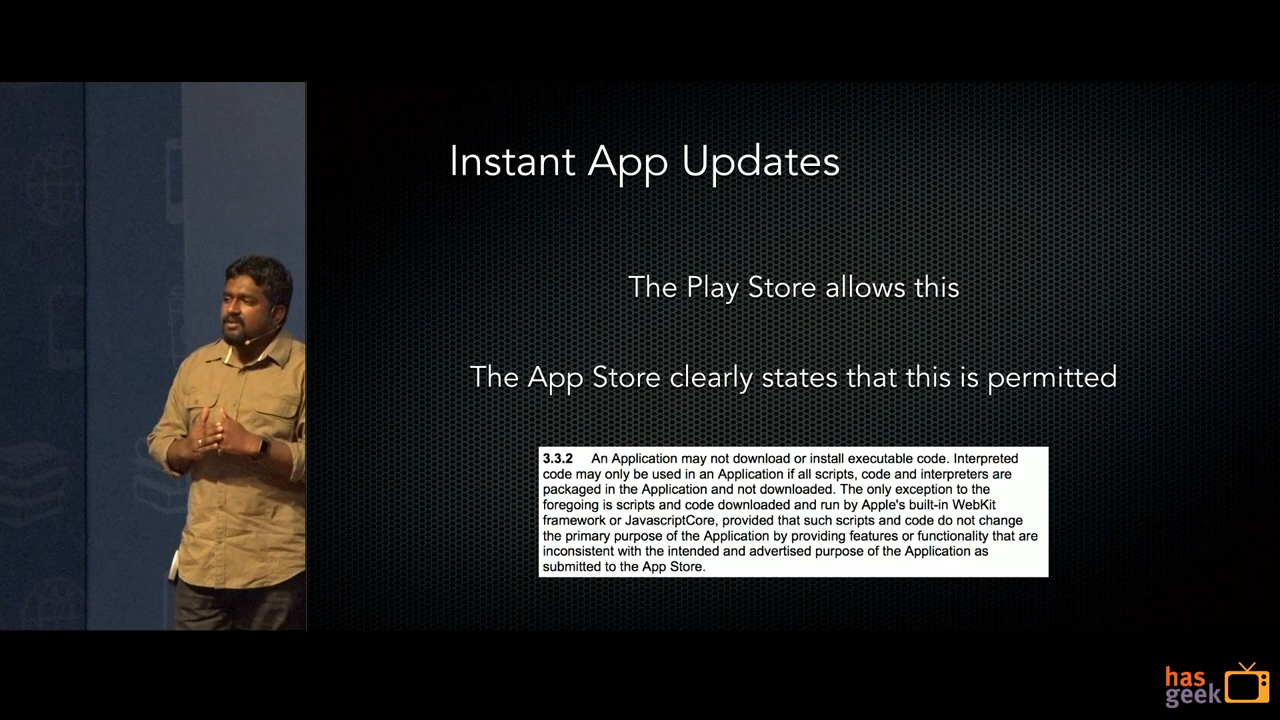 Instant App Updates
The Play Store allows this
The App Store clearly states that this is permitted
3.3.2 An Application may not download or install executable code. Interpreted
code may only be used in an Application if all scripts, code and interpreters are
packaged in the Application and not downloaded. The only exception to the
foregoing is scripts and code downloaded and run by Apple's built-in WebKit
framework or JavascriptCore, provided that such scripts and code do not change
the primary purpose of the Application by providing features or functionality that are
inconsistent with the intended and advertised purpose of the Application as
submitted to the App Store.
has
geek